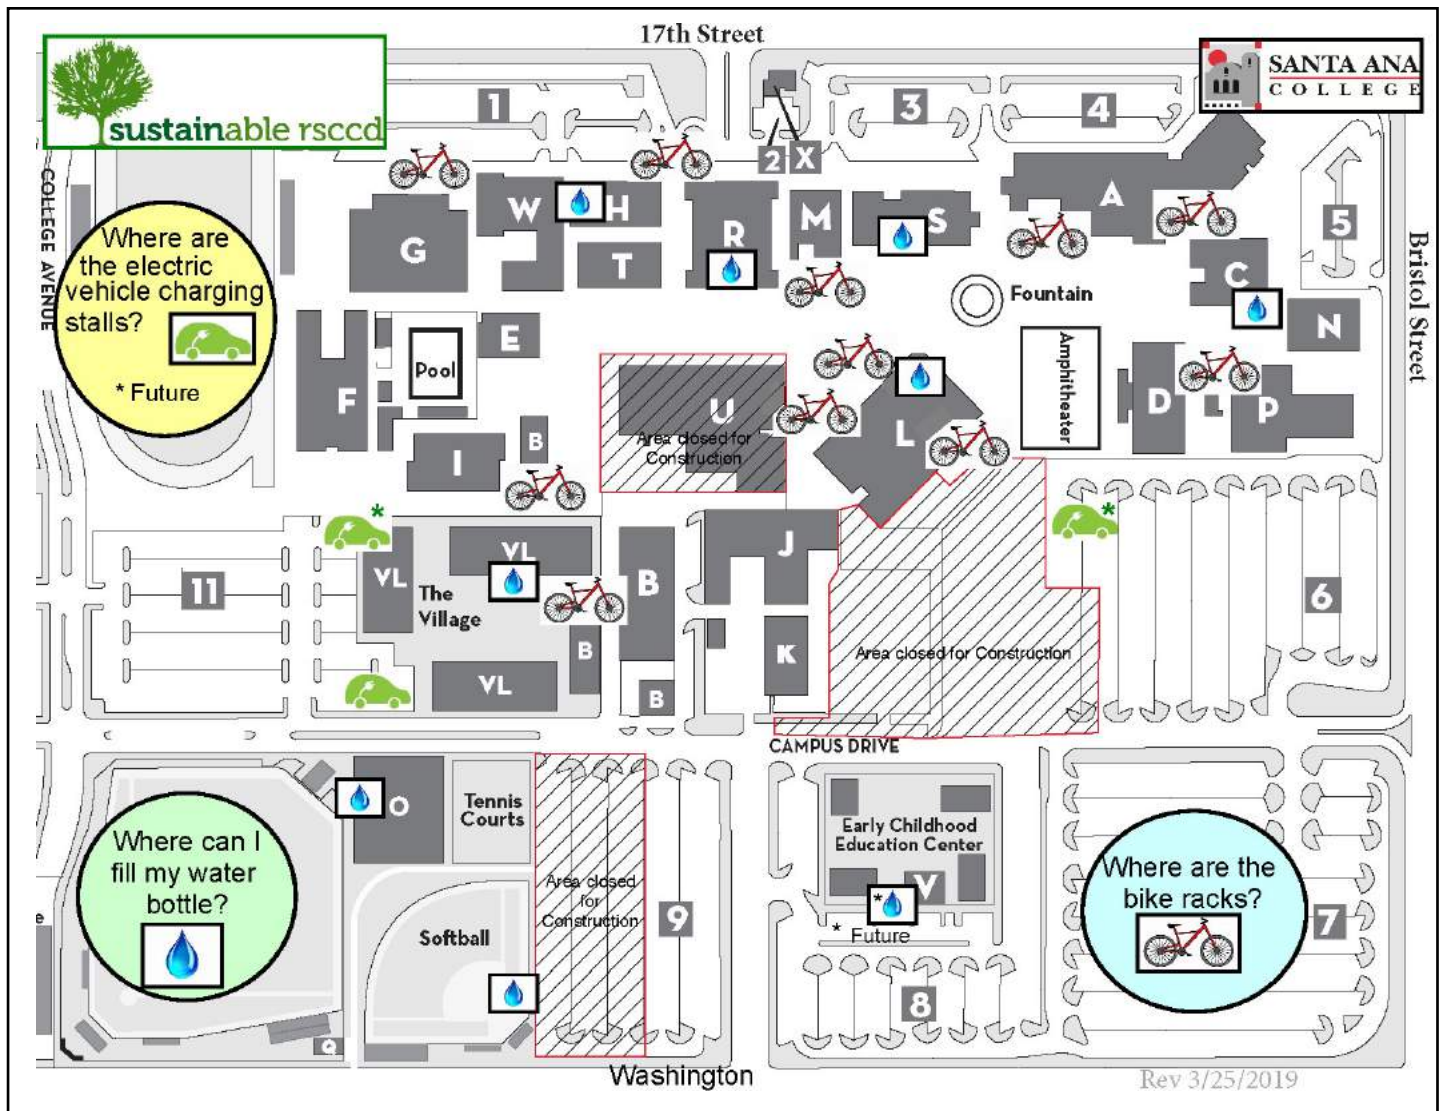 17th Street
sustainable rsccd
SANTA ANA
COLLEGE
1
2
X
3
4
5
COLLEGE AVENUE
Bristol Street
Where are
the electric
vehicle charging
stalls?
* Future
G
W
H
T
R
M
S
A
C
N
Fountain
Amphitheater
F
Pool
E
I
B
U
Area closed for
Construction
L
D
P
11
VL
The
Village
VL
VL
B
B
B
J
K
*
*
Area closed for Construction
6
CAMPUS DRIVE
Where can I
fill my water
bottle?
O
Tennis
Courts
Softball
Area closed
for
Construction
9
Early Childhood
Education Center
V
*
* Future
8
Where are the
bike racks?
7
e
Q
Washington
Rev 3/25/2019